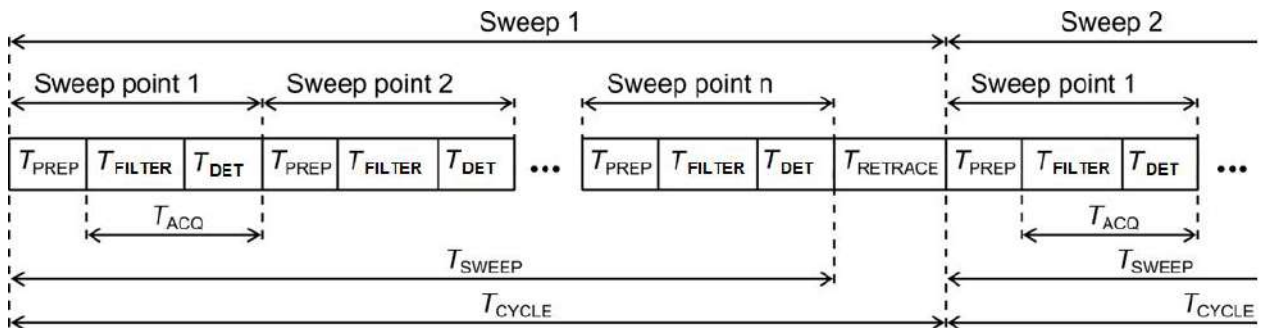 Sweep 1 Sweep 2
Sweep point 1 Sweep point 2 Sweep point n Sweep point 1
TPREP TFILTER TDET TPREP TFILTER TDET ••• TPREP TFILTER TDET TRETRACE TPREP TFILTER TDET •••
TACQ TACQ
TSWEEP TSWEEP
TCYCLE TCYCLE